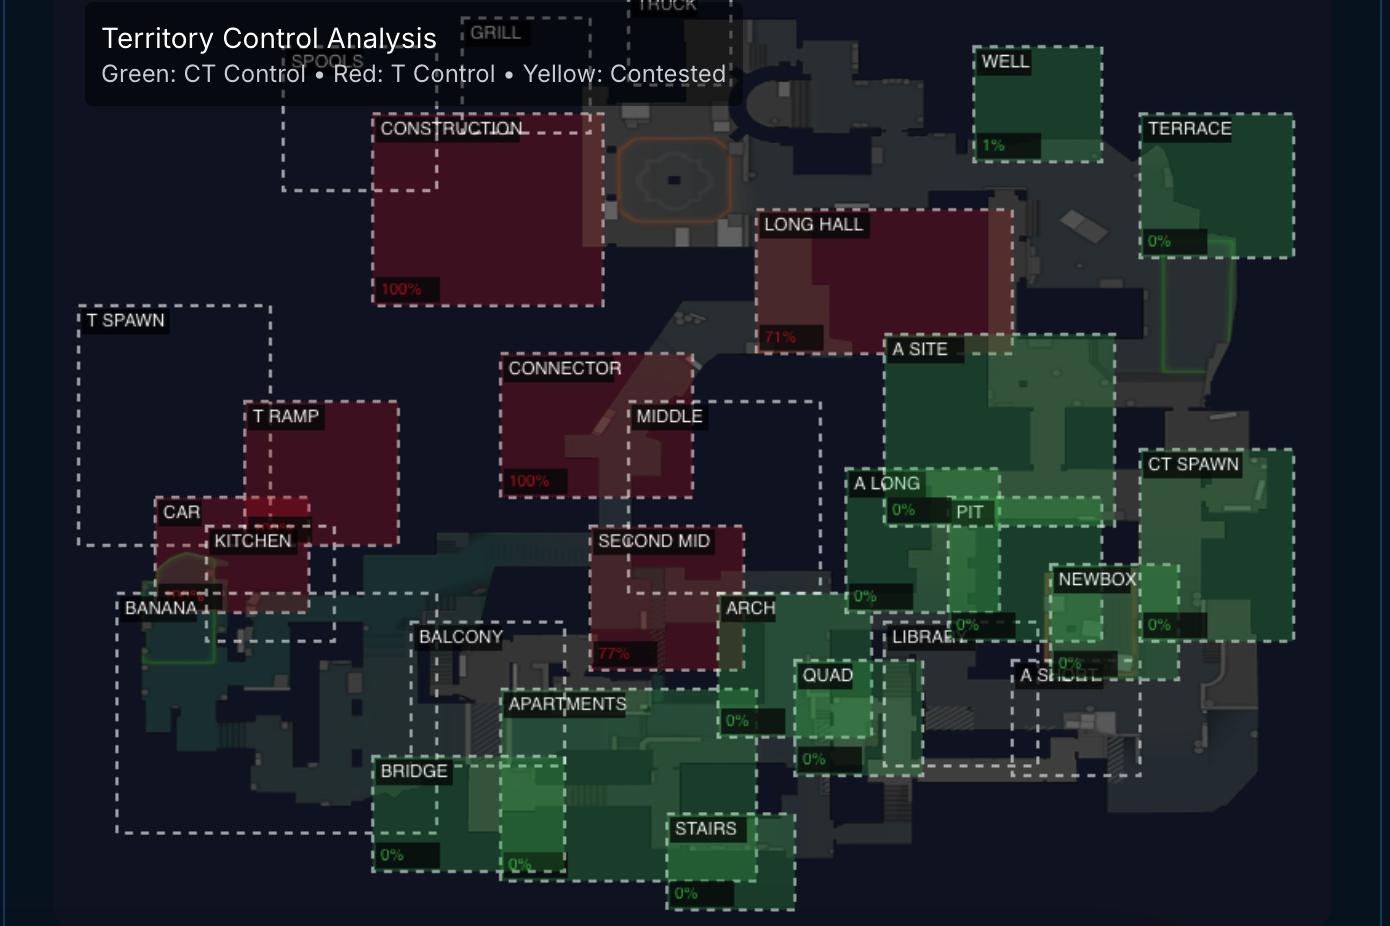 TRUCK
GRILL
Territory Control Analysis
SPOOLS
Green: CT Control • Red: T Control • Yellow: Contested
WELL
CONSTRUCTION
TERRACE
1%
LONG HALL
0%
100%
T SPAWN
71%
A SITE
CONNECTOR
T RAMP
MIDDLE
CT SPAWN
100%
A LONG
CAR
0%
PIT
KITCHEN
SECOND MID
NEWBOX
0%
BANANA
ARCH
0%
0%
BALCONY
LIBRARY
77%
0%
QUAD
A SHORT
APARTMENTS
0%
0%
BRIDGE
STAIRS
0%
0%
0%